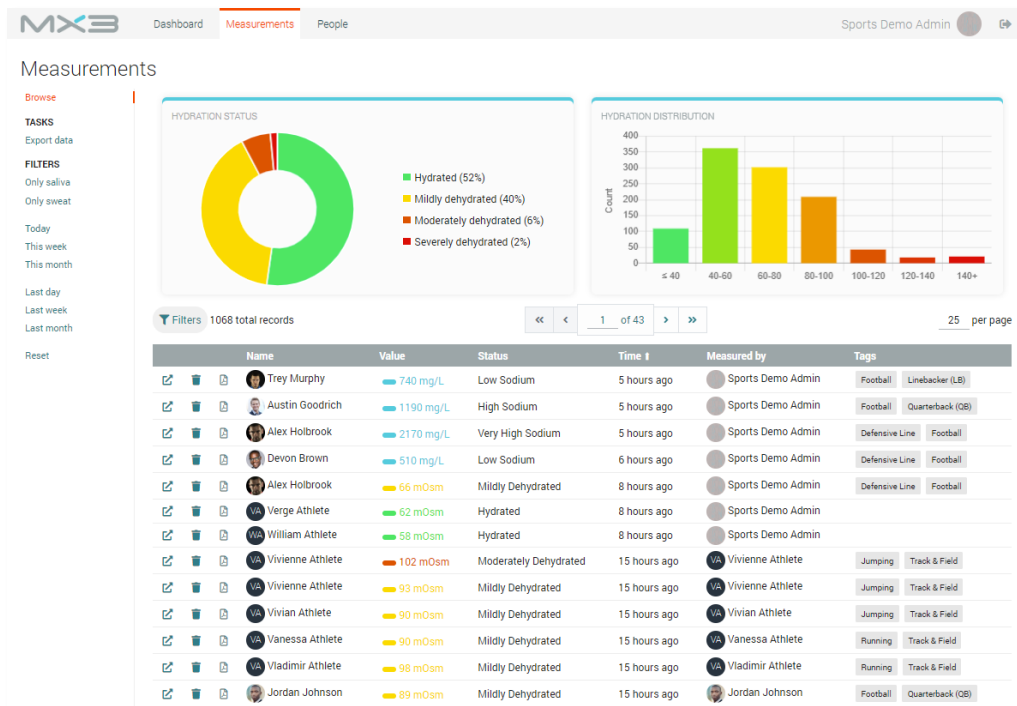 MX3 Dashboard Measurements People Sports Demo Admin
Measurements
Browse
TASKS
Export data
FILTERS
Only saliva
Only sweat
Today
This week
This month
Last day
Last week
Last month
Reset
HYDRATION STATUS
Hydrated (52%)
Mildly dehydrated (40%)
Moderately dehydrated (6%)
Severely dehydrated (2%)
HYDRATION DISTRIBUTION
Count
400
350
300
250
200
150
100
50
0
≤ 40 40-60 60-80 80-100 100-120 120-140 140+
Filters 1068 total records « ‹ 1 of 43 › » 25 per page
Name Value Status Time Measured by Tags
Trey Murphy 740 mg/L Low Sodium 5 hours ago Sports Demo Admin Football Linebacker (LB)
Austin Goodrich 1190 mg/L High Sodium 5 hours ago Sports Demo Admin Football Quarterback (QB)
Alex Holbrook 2170 mg/L Very High Sodium 5 hours ago Sports Demo Admin Defensive Line Football
Devon Brown 510 mg/L Low Sodium 6 hours ago Sports Demo Admin Defensive Line Football
Alex Holbrook 66 mOsm Mildly Dehydrated 8 hours ago Sports Demo Admin Defensive Line Football
VA Verge Athlete 62 mOsm Hydrated 8 hours ago Sports Demo Admin
WA William Athlete 58 mOsm Hydrated 8 hours ago Sports Demo Admin
VA Vivienne Athlete 102 mOsm Moderately Dehydrated 15 hours ago VA Vivienne Athlete Jumping Track & Field
VA Vivienne Athlete 93 mOsm Mildly Dehydrated 15 hours ago VA Vivienne Athlete Jumping Track & Field
VA Vivian Athlete 90 mOsm Mildly Dehydrated 15 hours ago VA Vivian Athlete Jumping Track & Field
VA Vanessa Athlete 90 mOsm Mildly Dehydrated 15 hours ago VA Vanessa Athlete Running Track & Field
VA Vladimir Athlete 98 mOsm Mildly Dehydrated 15 hours ago VA Vladimir Athlete Running Track & Field
Jordan Johnson 89 mOsm Mildly Dehydrated 15 hours ago Jordan Johnson Football Quarterback (QB)